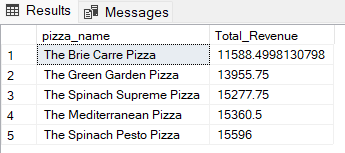 Results Messages
pizza_name Total_Revenue
1 The Brie Carre Pizza 11588.4998130798
2 The Green Garden Pizza 13955.75
3 The Spinach Supreme Pizza 15277.75
4 The Mediterranean Pizza 15360.5
5 The Spinach Pesto Pizza 15596